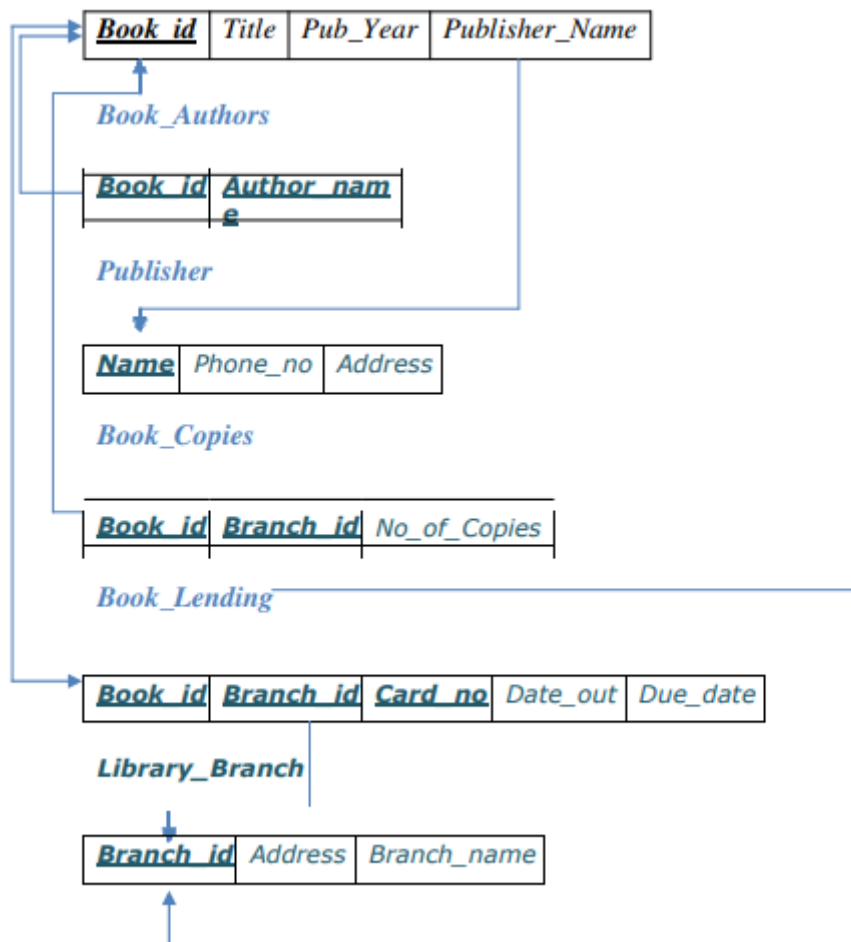 Book_id Title Pub_Year Publisher_Name
Book_Authors
Book_id Author_nam
e
Publisher
Name Phone_no Address
Book_Copies
Book_id Branch_id No_of_Copies
Book_Lending
Book_id Branch_id Card_no Date_out Due_date
Library_Branch
Branch_id Address Branch_name